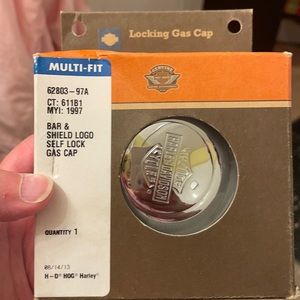 Locking Gas Cap
MULTI-FIT
62803-97A
CT: 611B1
MYI: 1997
BAR &
SHIELD LOGO
SELF LOCK
GAS CAP
QUANTITY 1
08/14/13
H-D® HOG® Harley®